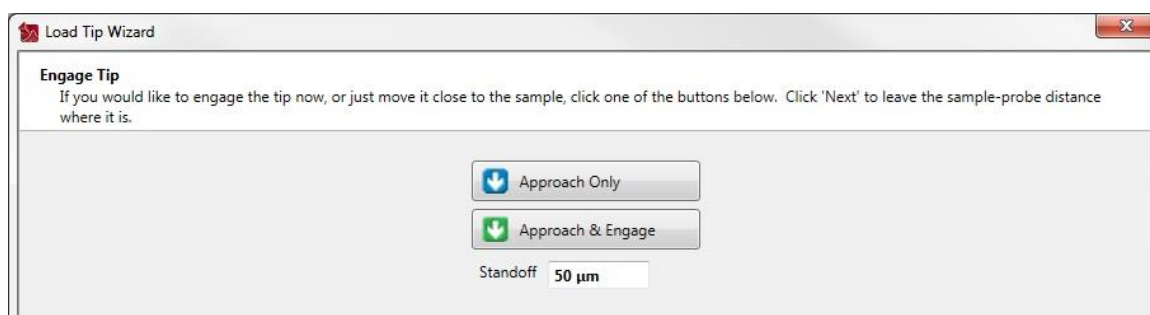 Load Tip Wizard
Engage Tip
If you would like to engage the tip now, or just move it close to the sample, click one of the buttons below.  Click 'Next' to leave the sample-probe distance
where it is.
Approach Only
Approach & Engage
Standoff 50 µm